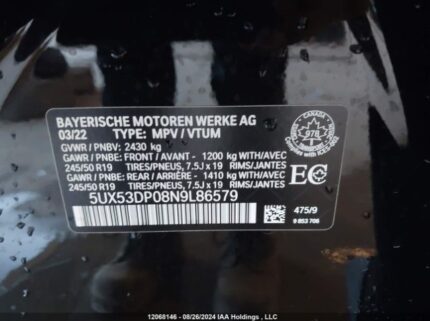 BAYERISCHE MOTOREN WERKE AG
03/22 TYPE: MPV / VTUM
GVWR / PNBV: 2430 kg
GAWR / PNBE: FRONT / AVANT - 1200 kg WITH/AVEC
245/50 R19 TIRES/PNEUS, 7.5J x 19 RIMS/JANTES
GAWR / PNBE: REAR / ARRIÈRE - 1410 kg WITH/AVEC
245/50 R19 TIRES/PNEUS, 7.5J x 19 RIMS/JANTES
5UX53DP08N9L86579
CANADA
978
EC
475/9
9 853 706
12068146 - 08/26/2024 IAA Holdings , LLC